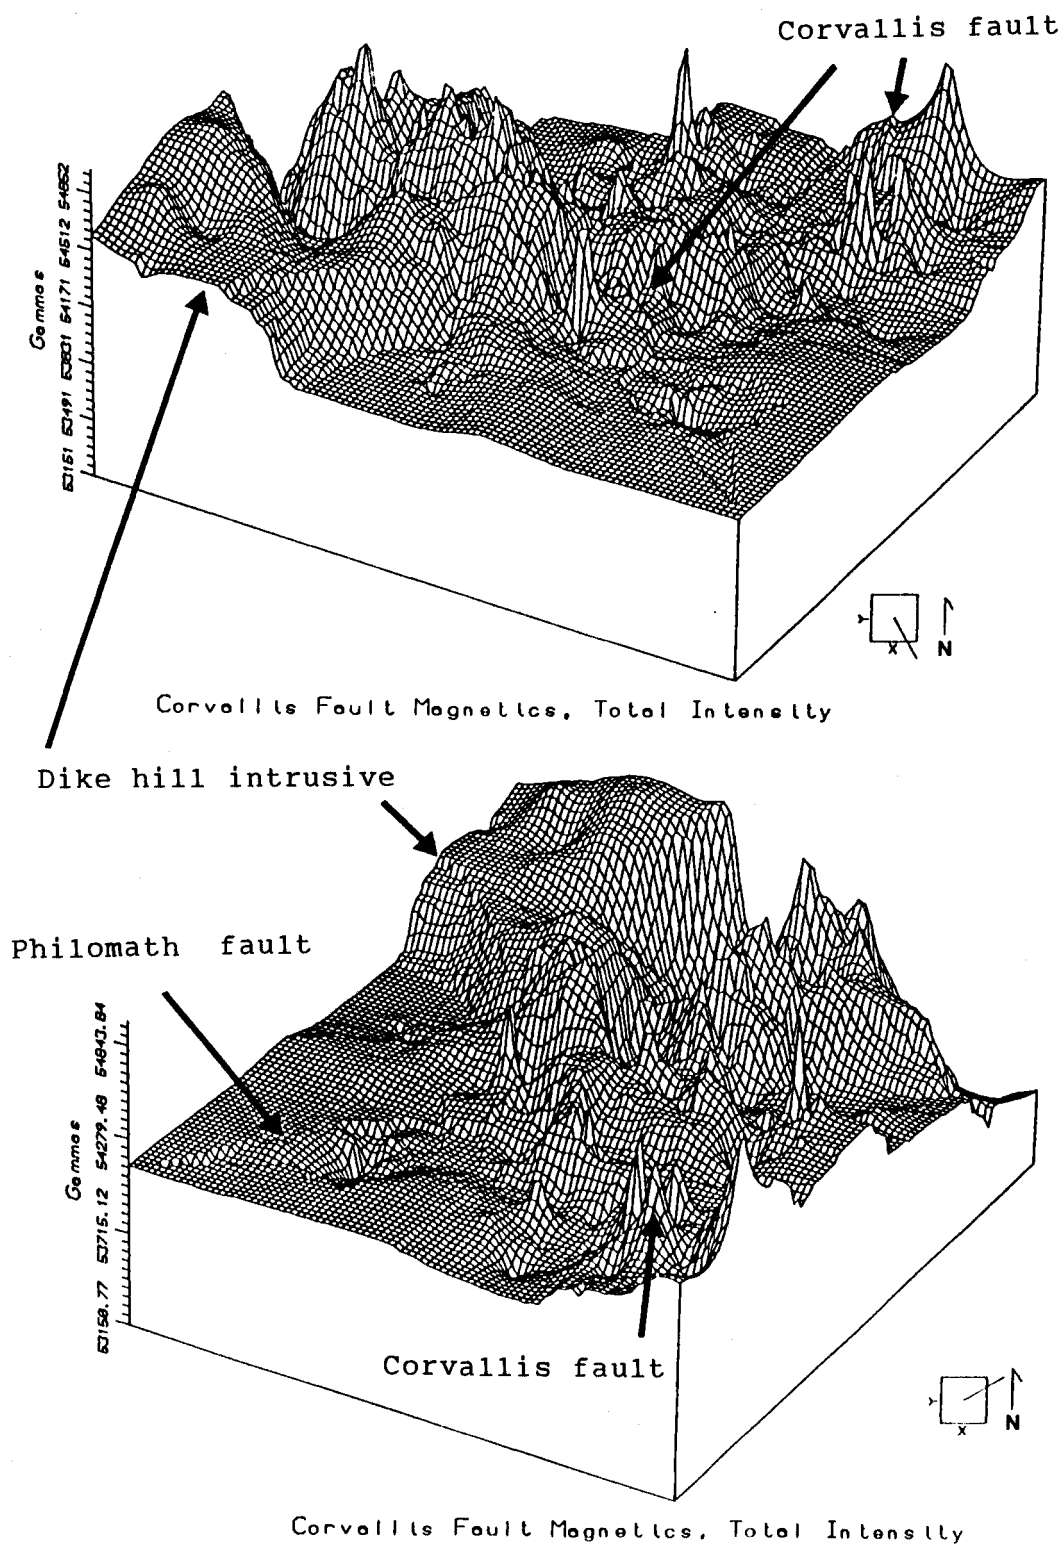 Corvallis fault
Gammas
53151 53491 53831 54171 54512 54852
Y
X
N
Corvallis Fault Magnetics, Total Intensity
Dike hill intrusive
Philomath fault
Gammas
53150.77 53715.12 54279.48 54843.84
Corvallis fault
Y
X
N
Corvallis Fault Magnetics, Total Intensity